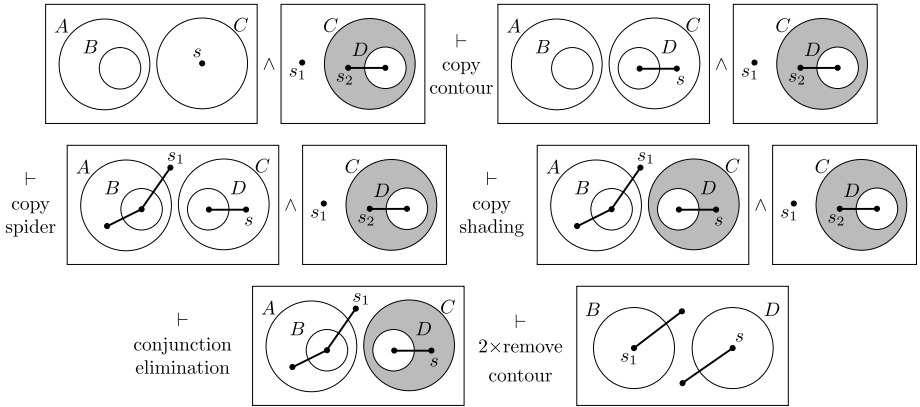 A B s C ∧ s₁ s₂ D C ⊢ copy contour A B D s C ∧ s₁ s₂ D C
⊢ copy spider A B s₁ D s C ∧ s₁ s₂ D C ⊢ copy shading A B s₁ D s C ∧ s₁ s₂ D C
⊢ conjunction elimination A B s₁ D s C ⊢ 2×remove contour B s₁ s D